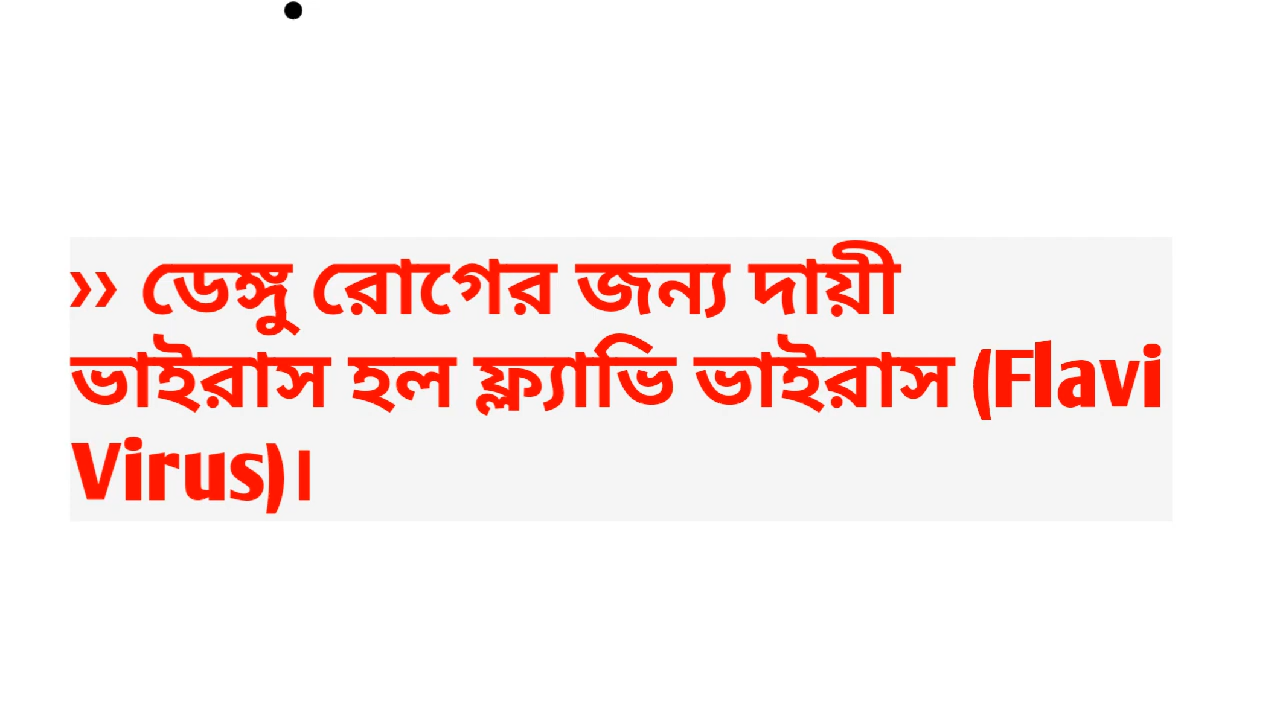 ›› ডেঙ্গু রোগের জন্য দায়ী
ভাইরাস হল ফ্ল্যাভি ভাইরাস (Flavi
Virus)।